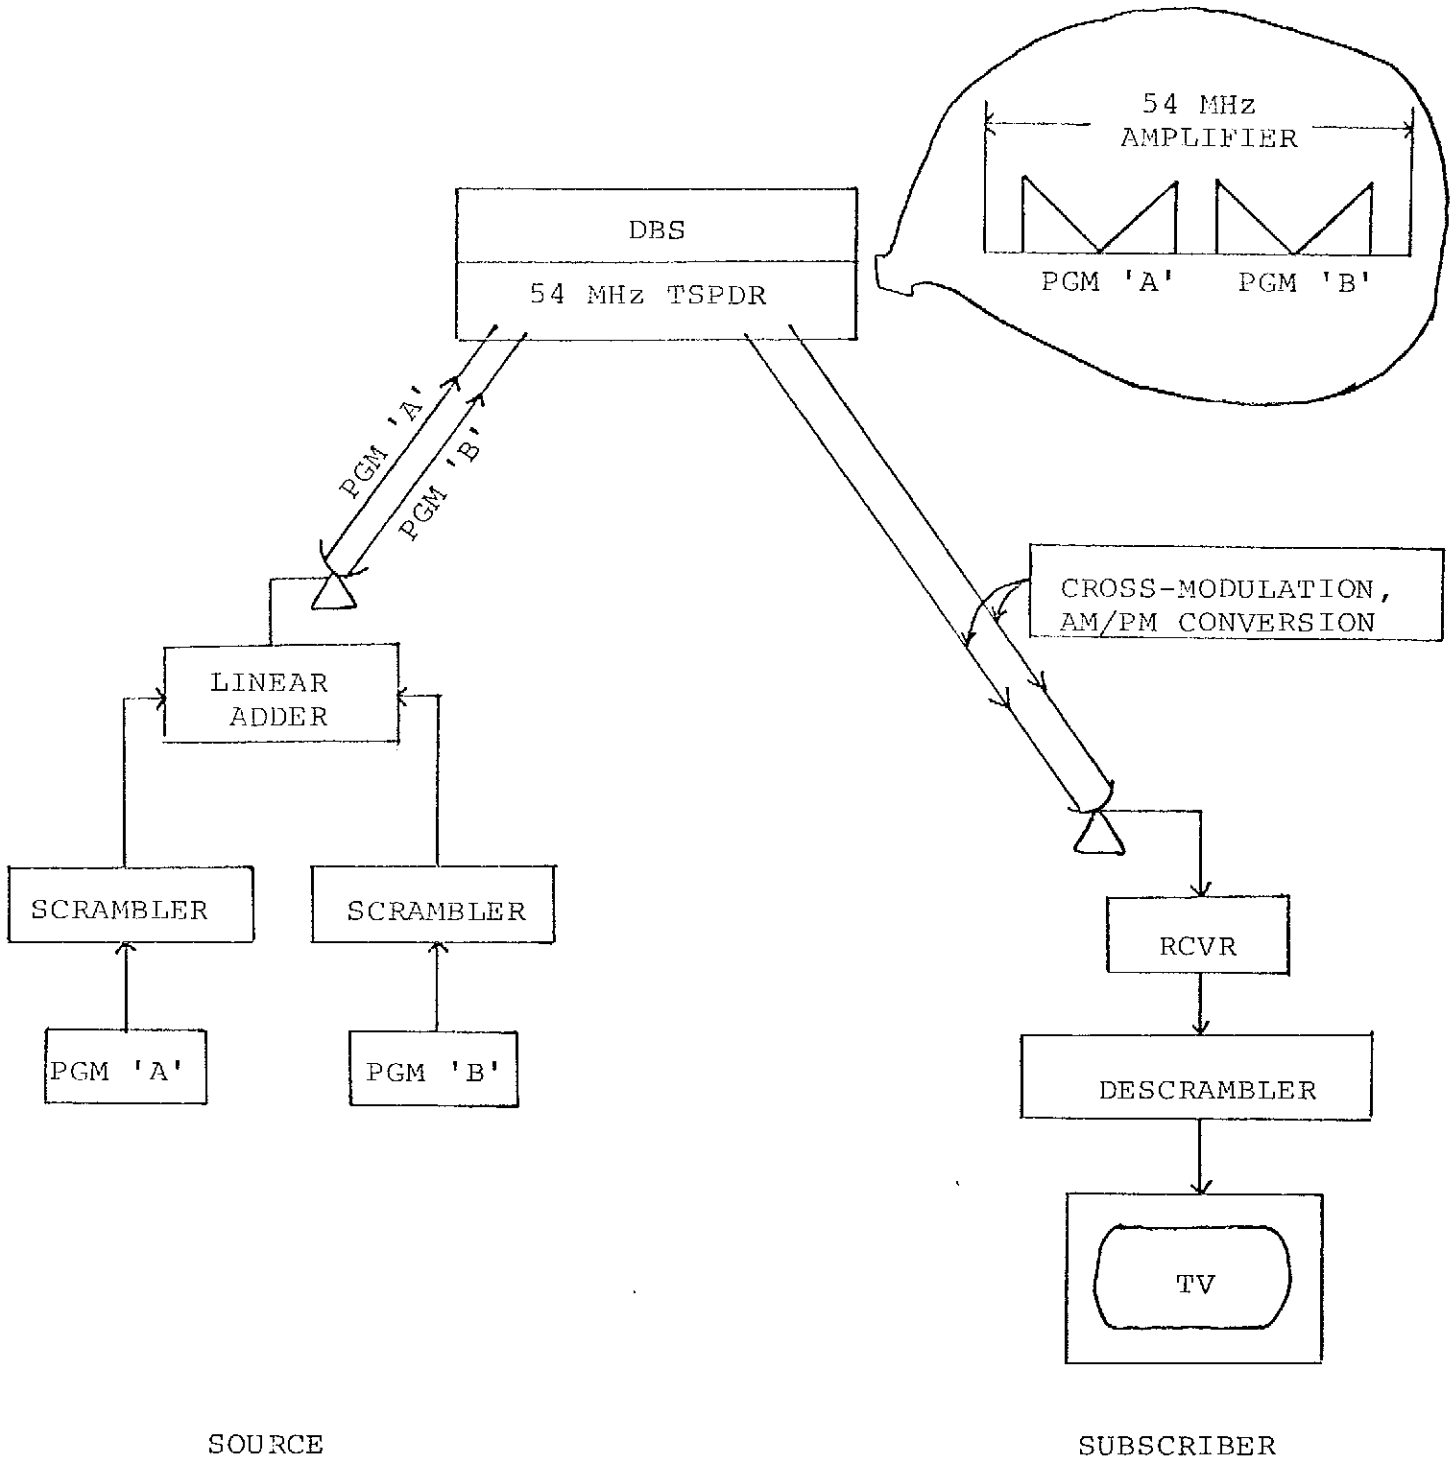 54 MHz
AMPLIFIER
PGM 'A'
PGM 'B'
DBS
54 MHz TSPDR
PGM 'A'
PGM 'B'
CROSS-MODULATION,
AM/PM CONVERSION
LINEAR
ADDER
SCRAMBLER
SCRAMBLER
PGM 'A'
PGM 'B'
RCVR
DESCRAMBLER
TV
SOURCE
SUBSCRIBER